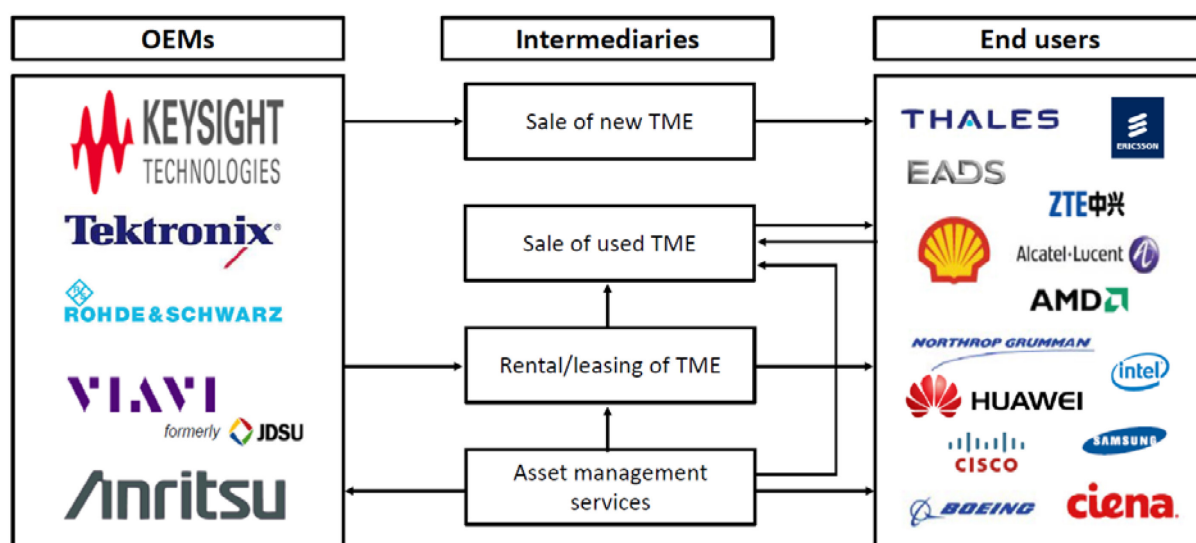 OEMs
Intermediaries
End users
KEYSIGHT
TECHNOLOGIES
Tektronix®
R&S
ROHDE & SCHWARZ
VIAVI
formerly JDSU
Anritsu
Sale of new TME
Sale of used TME
Rental/leasing of TME
Asset management
services
THALES
ERICSSON
EADS
ZTE中兴
Alcatel·Lucent
AMD
NORTHROP GRUMMAN
intel
HUAWEI
CISCO
SAMSUNG
BOEING
ciena.